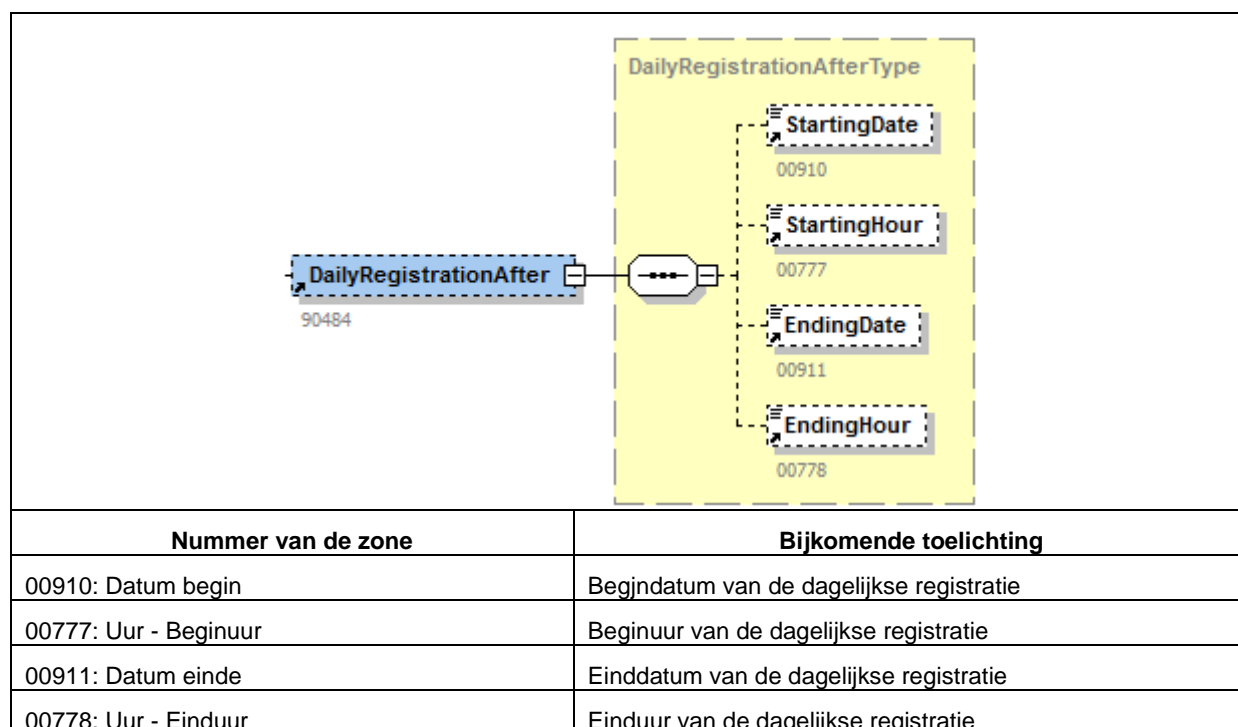 DailyRegistrationAfterType
StartingDate
00910
StartingHour
00777
DailyRegistrationAfter
90484
EndingDate
00911
EndingHour
00778
Nummer van de zone Bijkomende toelichting
00910: Datum begin Begjndatum van de dagelijkse registratie
00777: Uur - Beginuur Beginuur van de dagelijkse registratie
00911: Datum einde Einddatum van de dagelijkse registratie
00778: Uur - Einduur Einduur van de dagelijkse registratie